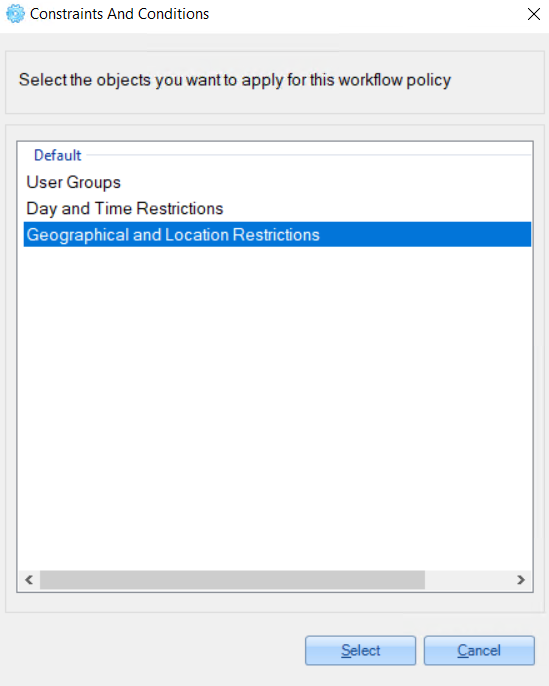 Constraints And Conditions
Select the objects you want to apply for this workflow policy
Default
User Groups
Day and Time Restrictions
Geographical and Location Restrictions
Select
Cancel